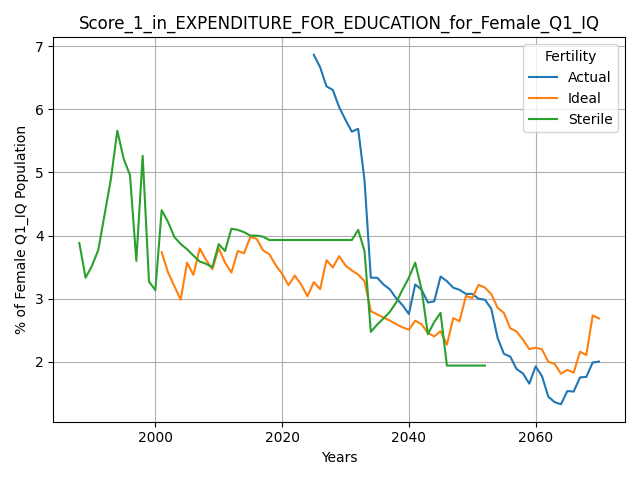 Score_1_in_EXPENDITURE_FOR_EDUCATION_for_Female_Q1_IQ
% of Female Q1_IQ Population
7
6
5
4
3
2
Fertility
Actual
Ideal
Sterile
2000
2020
2040
2060
Years